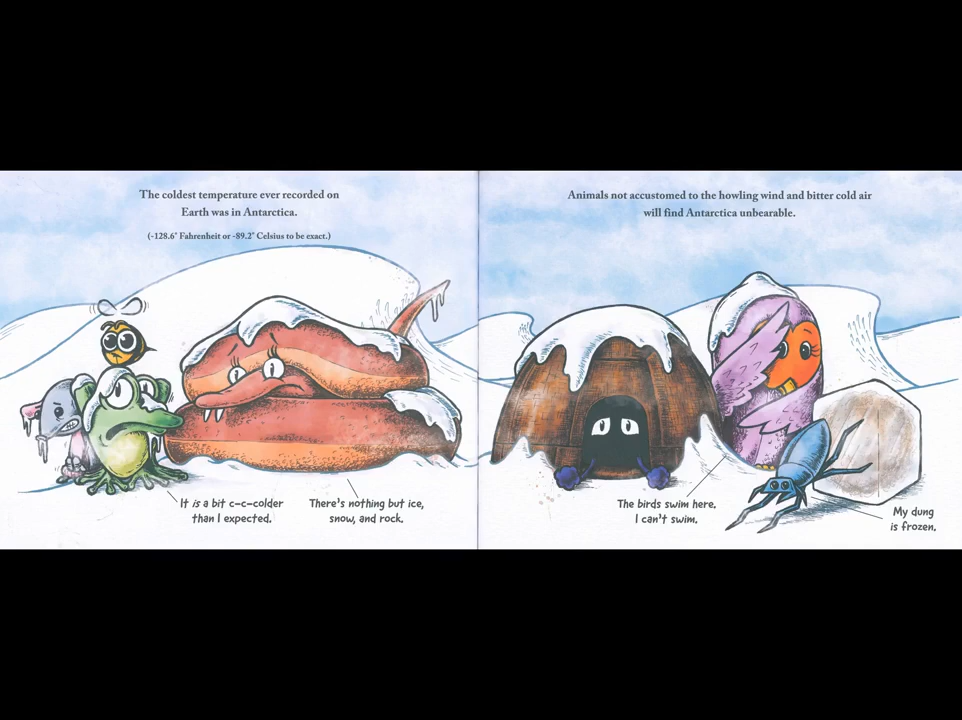 The coldest temperature ever recorded on
Earth was in Antarctica.
(-128.6° Fahrenheit or -89.2° Celsius to be exact.)
It is a bit c-c-colder
than I expected.
There's nothing but ice,
snow, and rock.
Animals not accustomed to the howling wind and bitter cold air
will find Antarctica unbearable.
The birds swim here.
I can't swim.
My dung
is frozen.